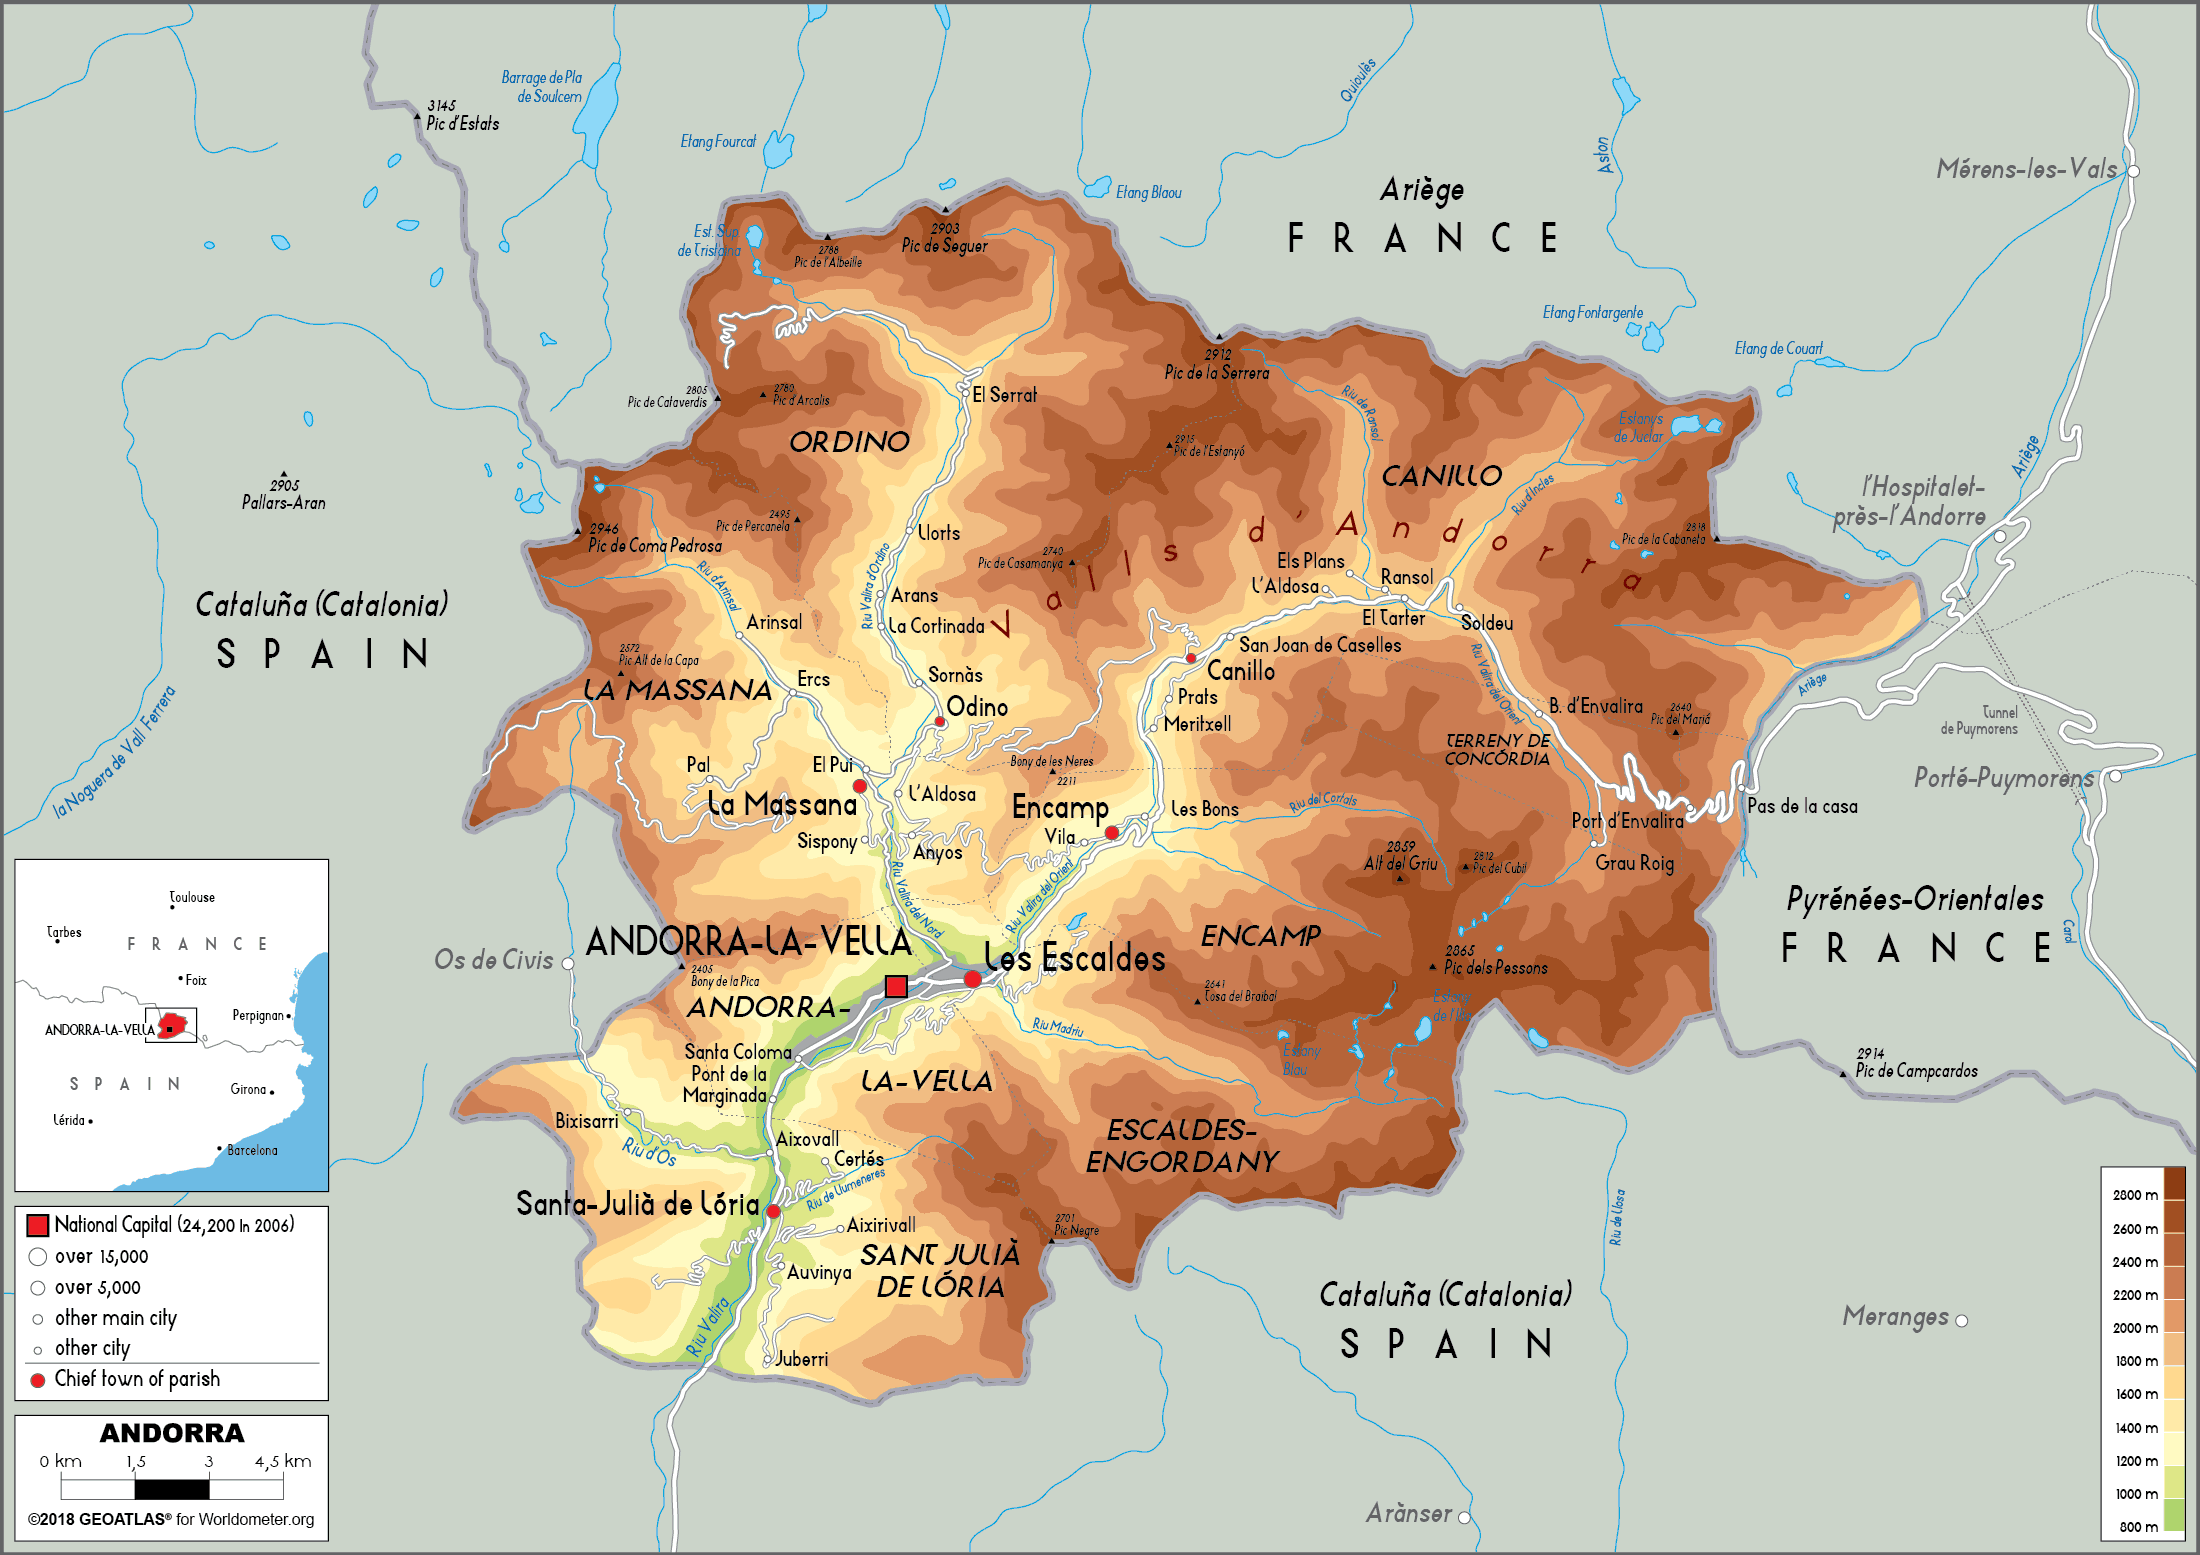 Barrage de Pla
de Soulcem
3145
Pic d'Estats
Etang Fourcat
Etang Blaou
Quioulès
Aston
Mérens-les-Vals
Ariège
FRANCE
Est. Sup.
de Tristaina
2788
Pic de l'Albeille
2903
Pic de Seguer
Etang Fontargente
Etang de Couart
2912
Pic de la Serrera
2805
Pic de Cataverdis
2780
Pic d'Arcalis
El Serrat
Riu de Ransol
Estanys
de Juclar
ORDINO
2915
Pic de l'Estanyó
CANILLO
Ariège
2905
Pallars-Aran
l'Hospitalet-
près-l'Andorre
Riu d'Incles
2495
Pic de Percanela
2946
Pic de Coma Pedrosa
Llorts
Valls d'Andorra
2818
Pic de la Cabaneta
2740
Pic de Casamanya
Els Plans
L'Aldosa
Ransol
Riu d'Arinsal
Riu Valira d'Ordino
Arans
La Cortinada
El Tarter
Soldeu
Cataluña (Catalonia)
SPAIN
Arinsal
San Joan de Caselles
2572
Pic Alt de la Capa
Canillo
LA MASSANA
Ercs
Sornàs
Odino
Prats
Meritxell
Riu Valira del Orient
B. d'Envalira
2640
Pic del Mariá
Ariège
Tunnel
de Puymorens
la Noguera de Vall Ferrera
TERRENY DE
CONCÒRDIA
Pal
El Pui
Bony de les Neres
2211
Porté-Puymorens
La Massana
L'Aldosa
Encamp
Les Bons
Riu del Cortals
Pas de la casa
Port d'Envalira
Sispony
Anyos
Vila
2859
Alt del Griu
2812
Pic del Cubil
Grau Roig
Riu Valira del Nord
Riu Valira del Orient
Pyrénées-Orientales
FRANCE
Carol
ANDORRA-LA-VELLA
Os de Civis
Les Escaldes
ENCAMP
2865
Pic dels Pessons
2405
Bony de la Pica
2641
Tosa del Braibal
ANDORRA-
LA-VELLA
Riu Madriu
Estany
Estany
Blau
Santa Coloma
Pont de la
Marginada
2914
Pic de Campcardos
Bixisarri
Riu d'Os
Aixovall
Certés
Riu de Llumeneres
ESCALDES-
ENGORDANY
Santa-Julià de Lória
Aixirivall
2701
Pic Negre
Riu de Llosa
SANT JULIÀ
DE LÓRIA
Auvinya
Riu Valira
Juberri
Cataluña (Catalonia)
SPAIN
Meranges
Arànser
Toulouse
Tarbes
FRANCE
Foix
Perpignan
ANDORRA-LA-VELLA
SPAIN
Girona
Lérida
Barcelona
National Capital (24,200 In 2006)
over 15,000
over 5,000
other main city
other city
Chief town of parish
ANDORRA
0 km 1,5 3 4,5 km
©2018 GEOATLAS® for Worldometer.org
2800 m
2600 m
2400 m
2200 m
2000 m
1800 m
1600 m
1400 m
1200 m
1000 m
800 m